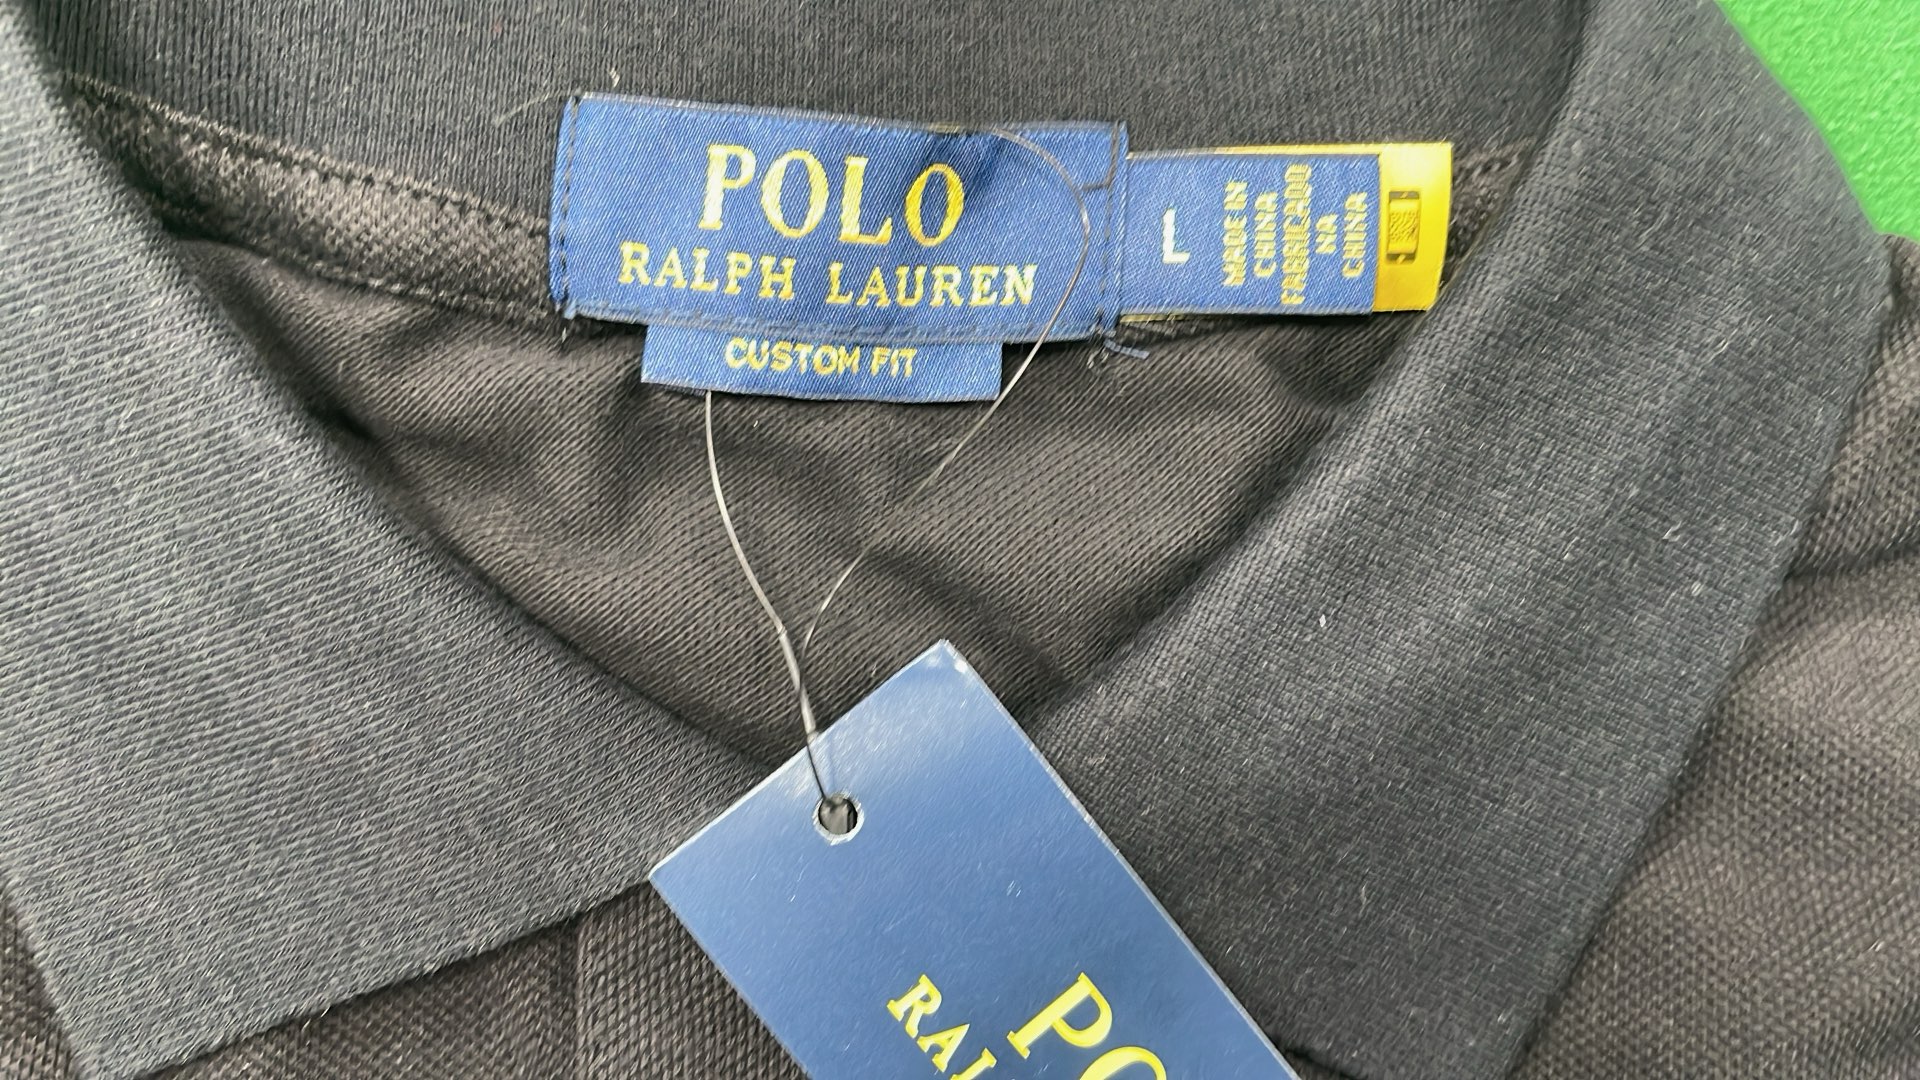 POLO
RALPH LAUREN
CUSTOM FIT
L
MADE IN
CHINA
FABRICADO
NA
CHINA
PO
RAL